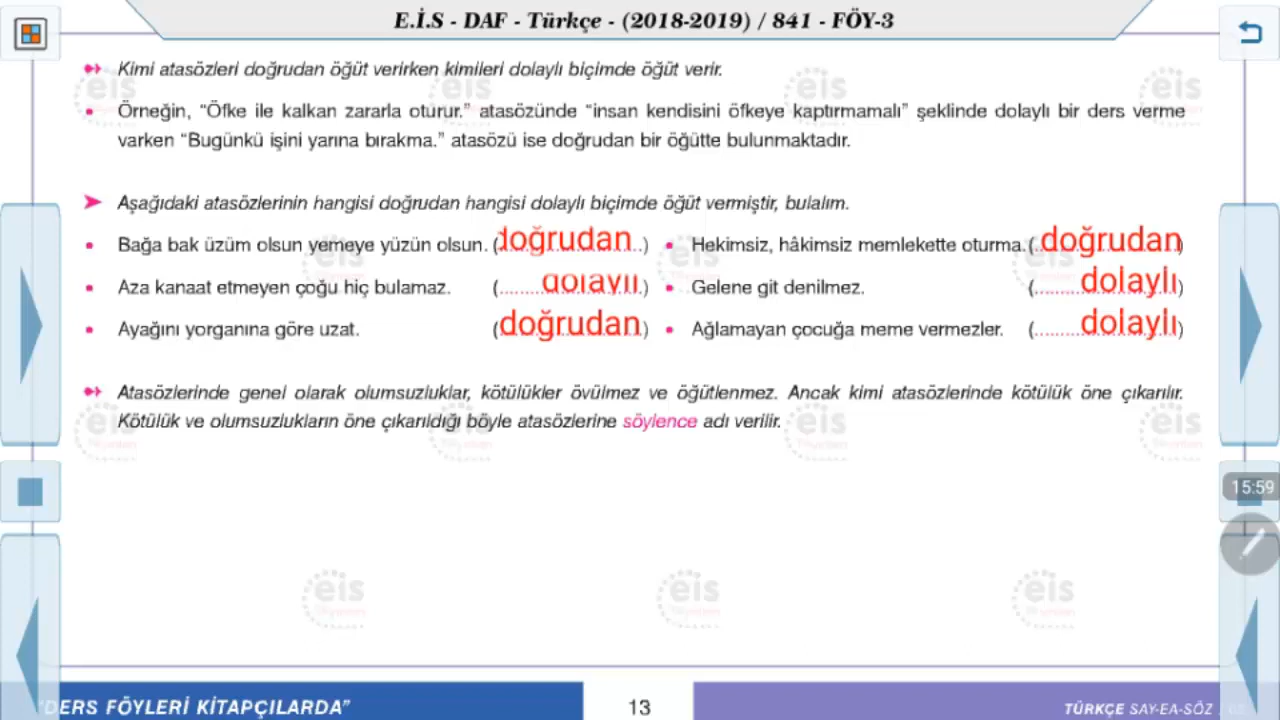 E.İ.S - DAF - Türkçe - (2018-2019) / 841 - FÖY-3
Kimi atasözleri doğrudan öğüt verirken kimileri dolaylı biçimde öğüt verir.
• Örneğin, “Öfke ile kalkan zararla oturur.” atasözünde “insan kendisini öfkeye kaptırmamalı” şeklinde dolaylı bir ders verme
varken “Bugünkü işini yarına bırakma.” atasözü ise doğrudan bir öğütte bulunmaktadır.
➤ Aşağıdaki atasözlerinin hangisi doğrudan hangisi dolaylı biçimde öğüt vermiştir, bulalım.
• Bağa bak üzüm olsun yemeye yüzün olsun. (doğrudan) • Hekimsiz, hâkimsiz memlekette oturma. (doğrudan)
• Aza kanaat etmeyen çoğu hiç bulamaz. (dolaylı) • Gelene git denilmez. (dolaylı)
• Ayağını yorganına göre uzat. (doğrudan) • Ağlamayan çocuğa meme vermezler. (dolaylı)
Atasözlerinde genel olarak olumsuzluklar, kötülükler övülmez ve öğütlenmez. Ancak kimi atasözlerinde kötülük öne çıkarılır.
Kötülük ve olumsuzlukların öne çıkarıldığı böyle atasözlerine söylence adı verilir.
15:59
eis
"DERS FÖYLERİ KİTAPÇILARDA"
13
TÜRKÇE SAY-EA-SÖZ